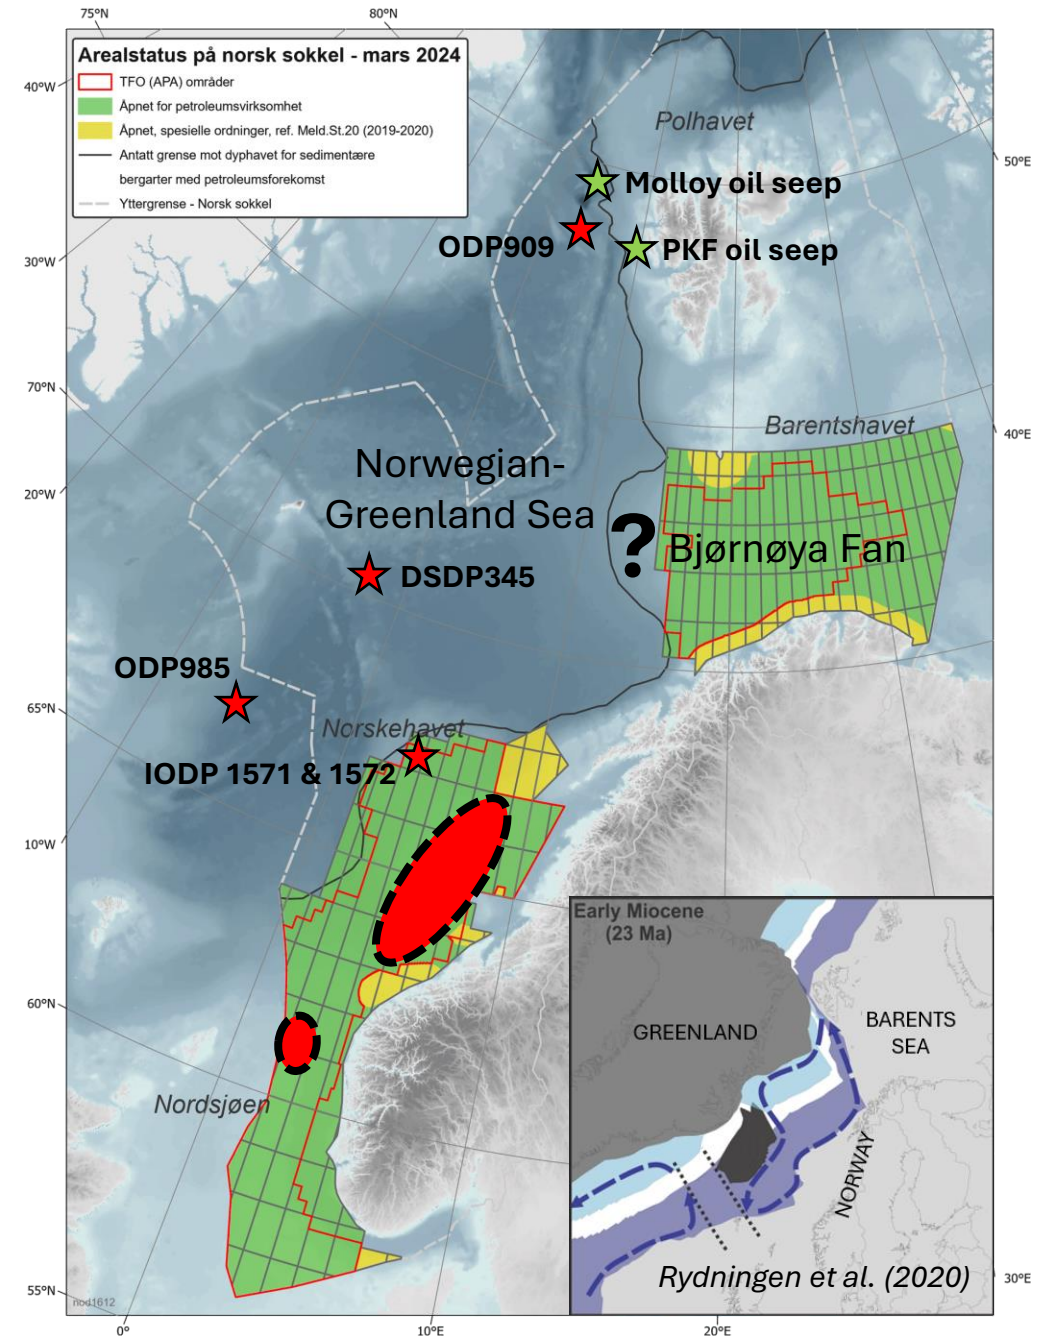 75°N
80°N
Arealstatus på norsk sokkel - mars 2024
TFO (APA) områder
Åpnet for petroleumsvirksomhet
Åpnet, spesielle ordninger, ref. Meld.St.20 (2019-2020)
Antatt grense mot dyphavet for sedimentære
bergarter med petroleumsforekomst
Yttergrense - Norsk sokkel
40°W
Polhavet
50°E
Molloy oil seep
ODP909
PKF oil seep
30°W
70°N
Barentshavet
40°E
Norwegian-
Greenland Sea
20°W
?
Bjørnøya Fan
DSDP345
ODP985
65°N
Norskehavet
IODP 1571 & 1572
10°W
Early Miocene
(23 Ma)
60°N
GREENLAND
BARENTS
SEA
Nordsjøen
NORWAY
Rydningen et al. (2020)
55°N
nod1612
30°E
0°
10°E
20°E